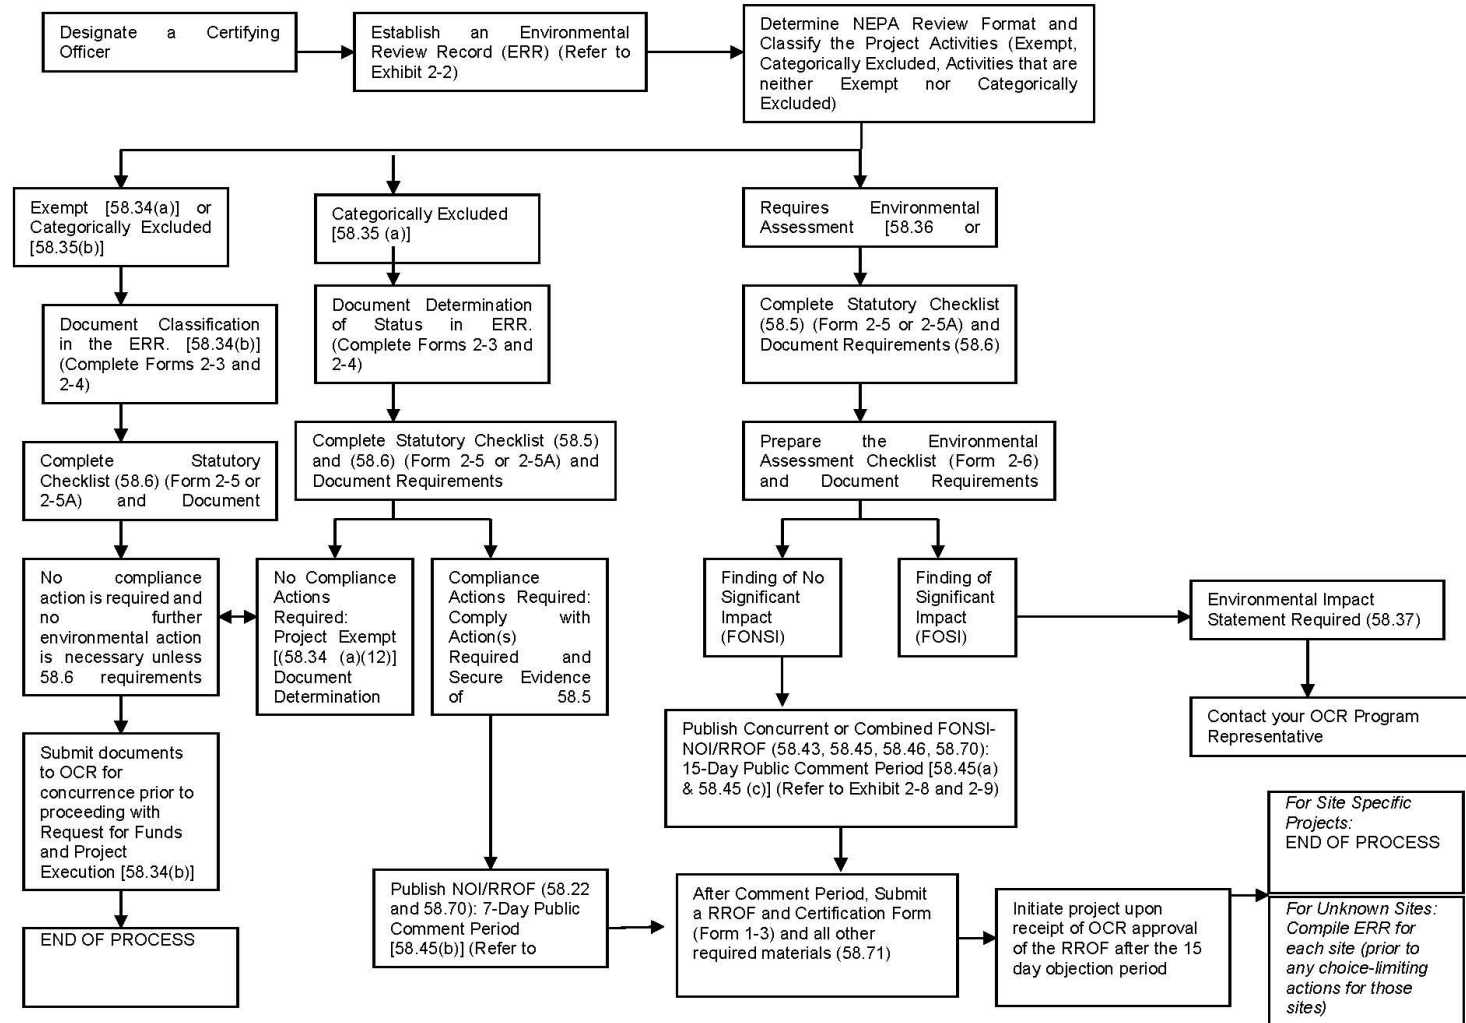 Designate a Certifying
Officer
Establish an Environmental
Review Record (ERR) (Refer to
Exhibit 2-2)
Determine NEPA Review Format and
Classify the Project Activities (Exempt,
Categorically Excluded, Activities that are
neither Exempt nor Categorically
Excluded)
Exempt [58.34(a)] or
Categorically Excluded
[58.35(b)]
Categorically Excluded
[58.35 (a)]
Requires Environmental
Assessment [58.36 or
Document Classification
in the ERR. [58.34(b)]
(Complete Forms 2-3 and
2-4)
Document Determination
of Status in ERR.
(Complete Forms 2-3 and
2-4)
Complete Statutory Checklist
(58.5) (Form 2-5 or 2-5A) and
Document Requirements (58.6)
Complete Statutory
Checklist (58.6) (Form 2-5 or
2-5A) and Document
Complete Statutory Checklist (58.5)
and (58.6) (Form 2-5 or 2-5A) and
Document Requirements
Prepare the Environmental
Assessment Checklist (Form 2-6)
and Document Requirements
No compliance
action is required and
no further
environmental action
is necessary unless
58.6 requirements
No Compliance
Actions
Required:
Project Exempt
[(58.34 (a)(12)]
Document
Determination
Compliance
Actions Required:
Comply with
Action(s)
Required and
Secure Evidence
of 58.5
Finding of No
Significant
Impact
(FONSI)
Finding of
Significant
Impact
(FOSI)
Environmental Impact
Statement Required (58.37)
Contact your OCR Program
Representative
Submit documents
to OCR for
concurrence prior to
proceeding with
Request for Funds
and Project
Execution [58.34(b)]
Publish Concurrent or Combined FONSI-
NOI/RROF (58.43, 58.45, 58.46, 58.70):
15-Day Public Comment Period [58.45(a)
& 58.45 (c)] (Refer to Exhibit 2-8 and 2-9)
END OF PROCESS
Publish NOI/RROF (58.22
and 58.70): 7-Day Public
Comment Period
[58.45(b)] (Refer to
After Comment Period, Submit
a RROF and Certification Form
(Form 1-3) and all other
required materials (58.71)
Initiate project upon
receipt of OCR approval
of the RROF after the 15
day objection period
For Site Specific
Projects:
END OF PROCESS
For Unknown Sites:
Compile ERR for
each site (prior to
any choice-limiting
actions for those
sites)